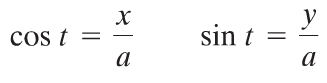 cos t = x/a    sin t = y/a